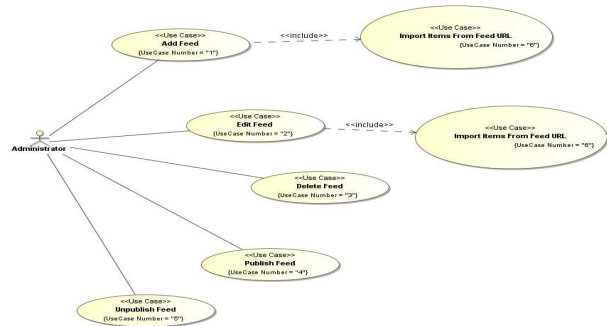 <<Use Case>>
Add Feed
{UseCase Number = "1"}
<<include>>
<<Use Case>>
Import Items From Feed URL
{UseCase Number = "6"}
<<Use Case>>
Edit Feed
{UseCase Number = "2"}
<<include>>
<<Use Case>>
Import Items From Feed URL
{UseCase Number = "6"}
Administrator
<<Use Case>>
Delete Feed
{UseCase Number = "3"}
<<Use Case>>
Publish Feed
{UseCase Number = "4"}
<<Use Case>>
Unpublish Feed
{UseCase Number = "5"}